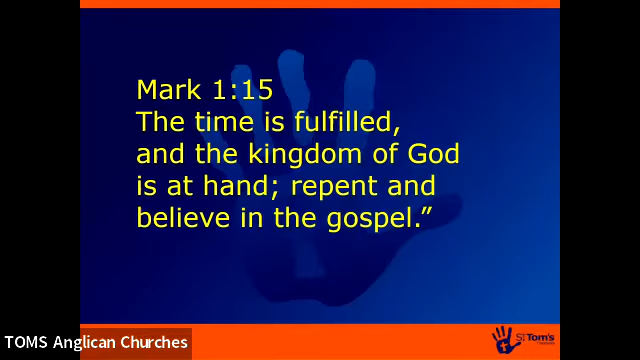 Mark 1:15
The time is fulfilled,
and the kingdom of God
is at hand; repent and
believe in the gospel.”
TOMS Anglican Churches
St Tom's